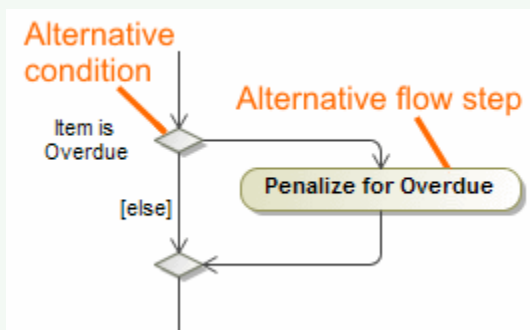 Alternative
condition
Alternative flow step
Item is
Overdue
Penalize for Overdue
[else]